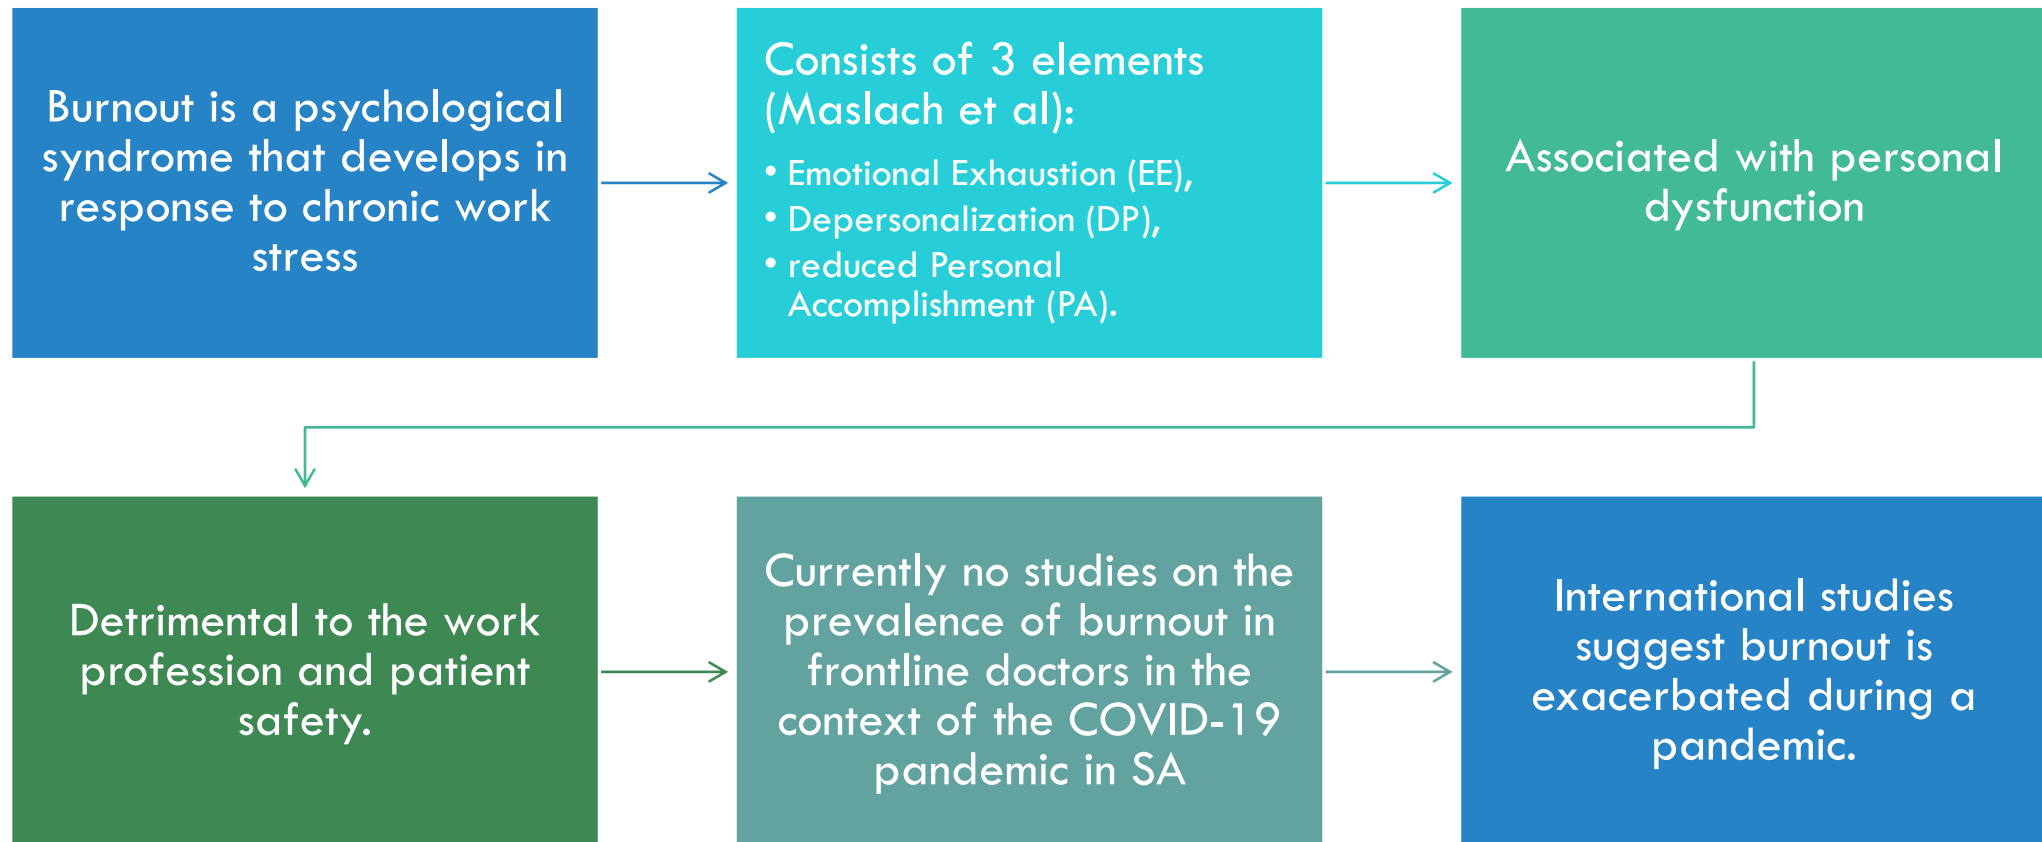 Burnout is a psychological
syndrome that develops in
response to chronic work
stress
Consists of 3 elements
(Maslach et al):
• Emotional Exhaustion (EE),
• Depersonalization (DP),
• reduced Personal
Accomplishment (PA).
Associated with personal
dysfunction
Detrimental to the work
profession and patient
safety.
Currently no studies on the
prevalence of burnout in
frontline doctors in the
context of the COVID-19
pandemic in SA
International studies
suggest burnout is
exacerbated during a
pandemic.